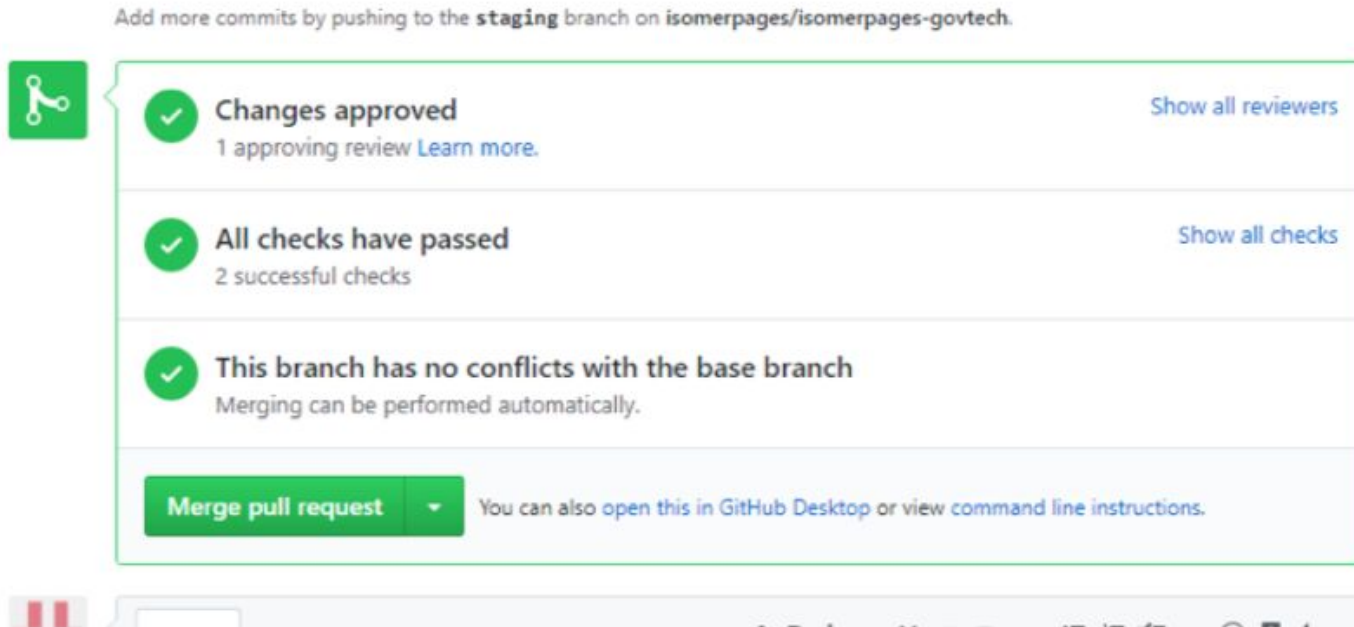 Add more commits by pushing to the staging branch on isomerpages/isomerpages-govtech.
Changes approved
Show all reviewers
1 approving review Learn more.
All checks have passed
Show all checks
2 successful checks
This branch has no conflicts with the base branch
Merging can be performed automatically.
Merge pull request
You can also open this in GitHub Desktop or view command line instructions.